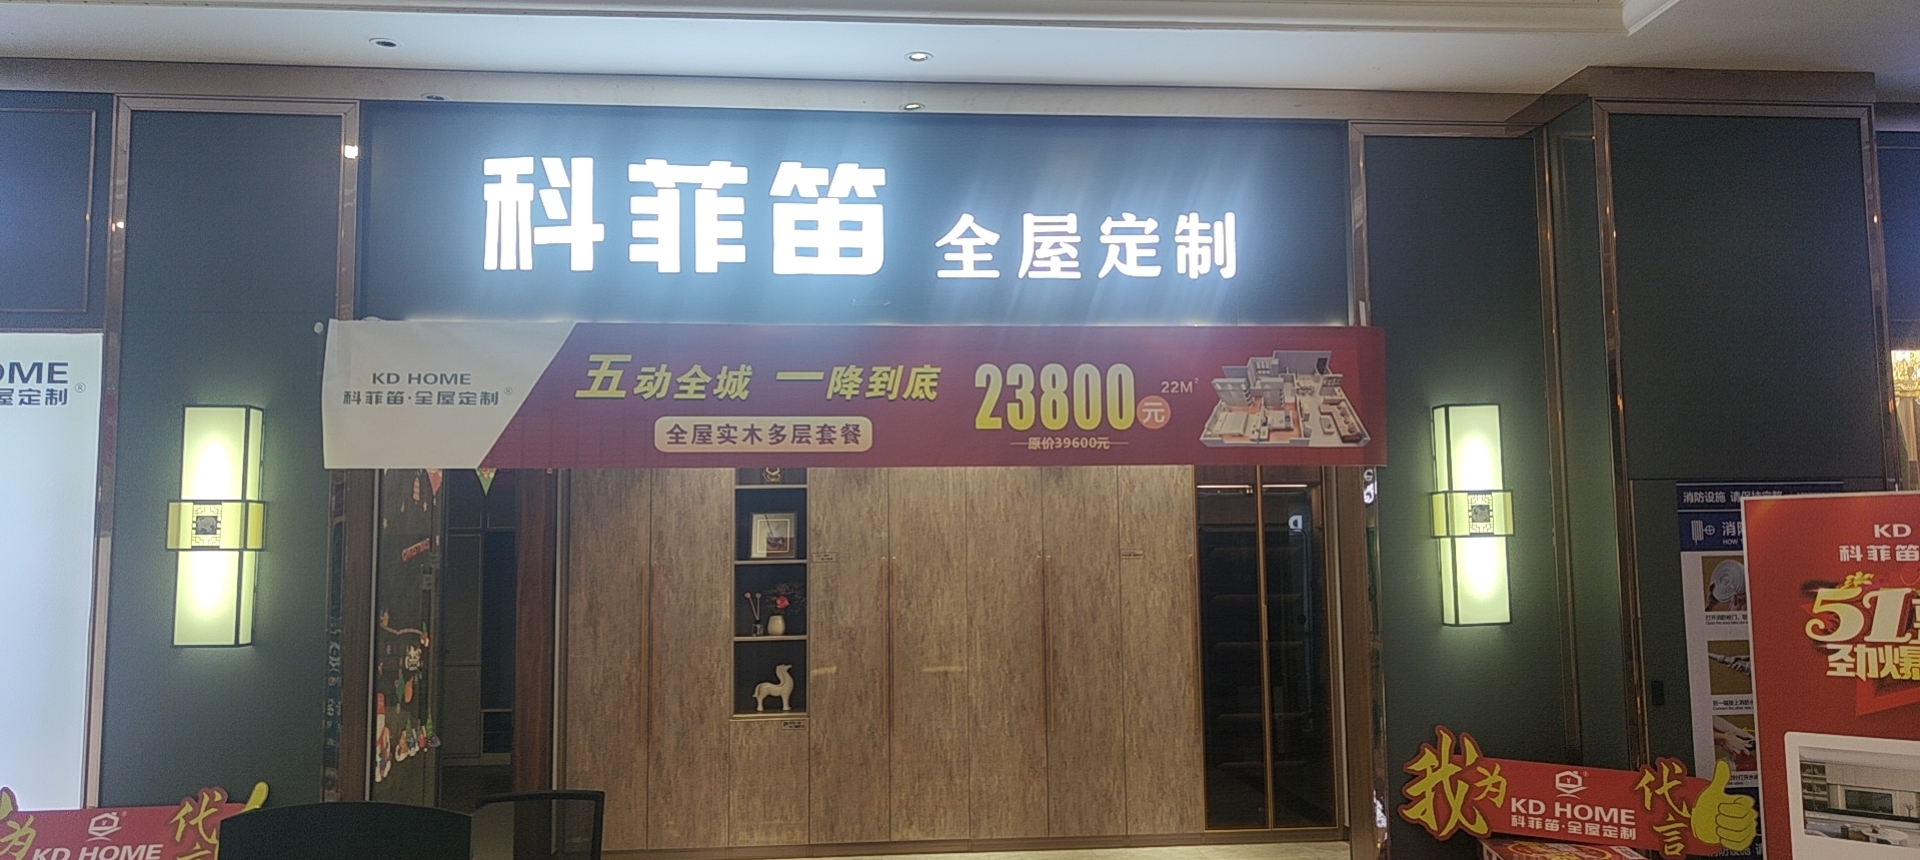 科菲笛 全屋定制
KD HOME
科菲笛·全屋定制®
五动全城 一降到底
全屋实木多层套餐
23800元 22M²
原价39600元
OME
屋定制®
消防设施
消
KD
科菲笛
51
劲爆
我为 KD HOME 代言
科菲笛·全屋定制
为 KD HOME 代言